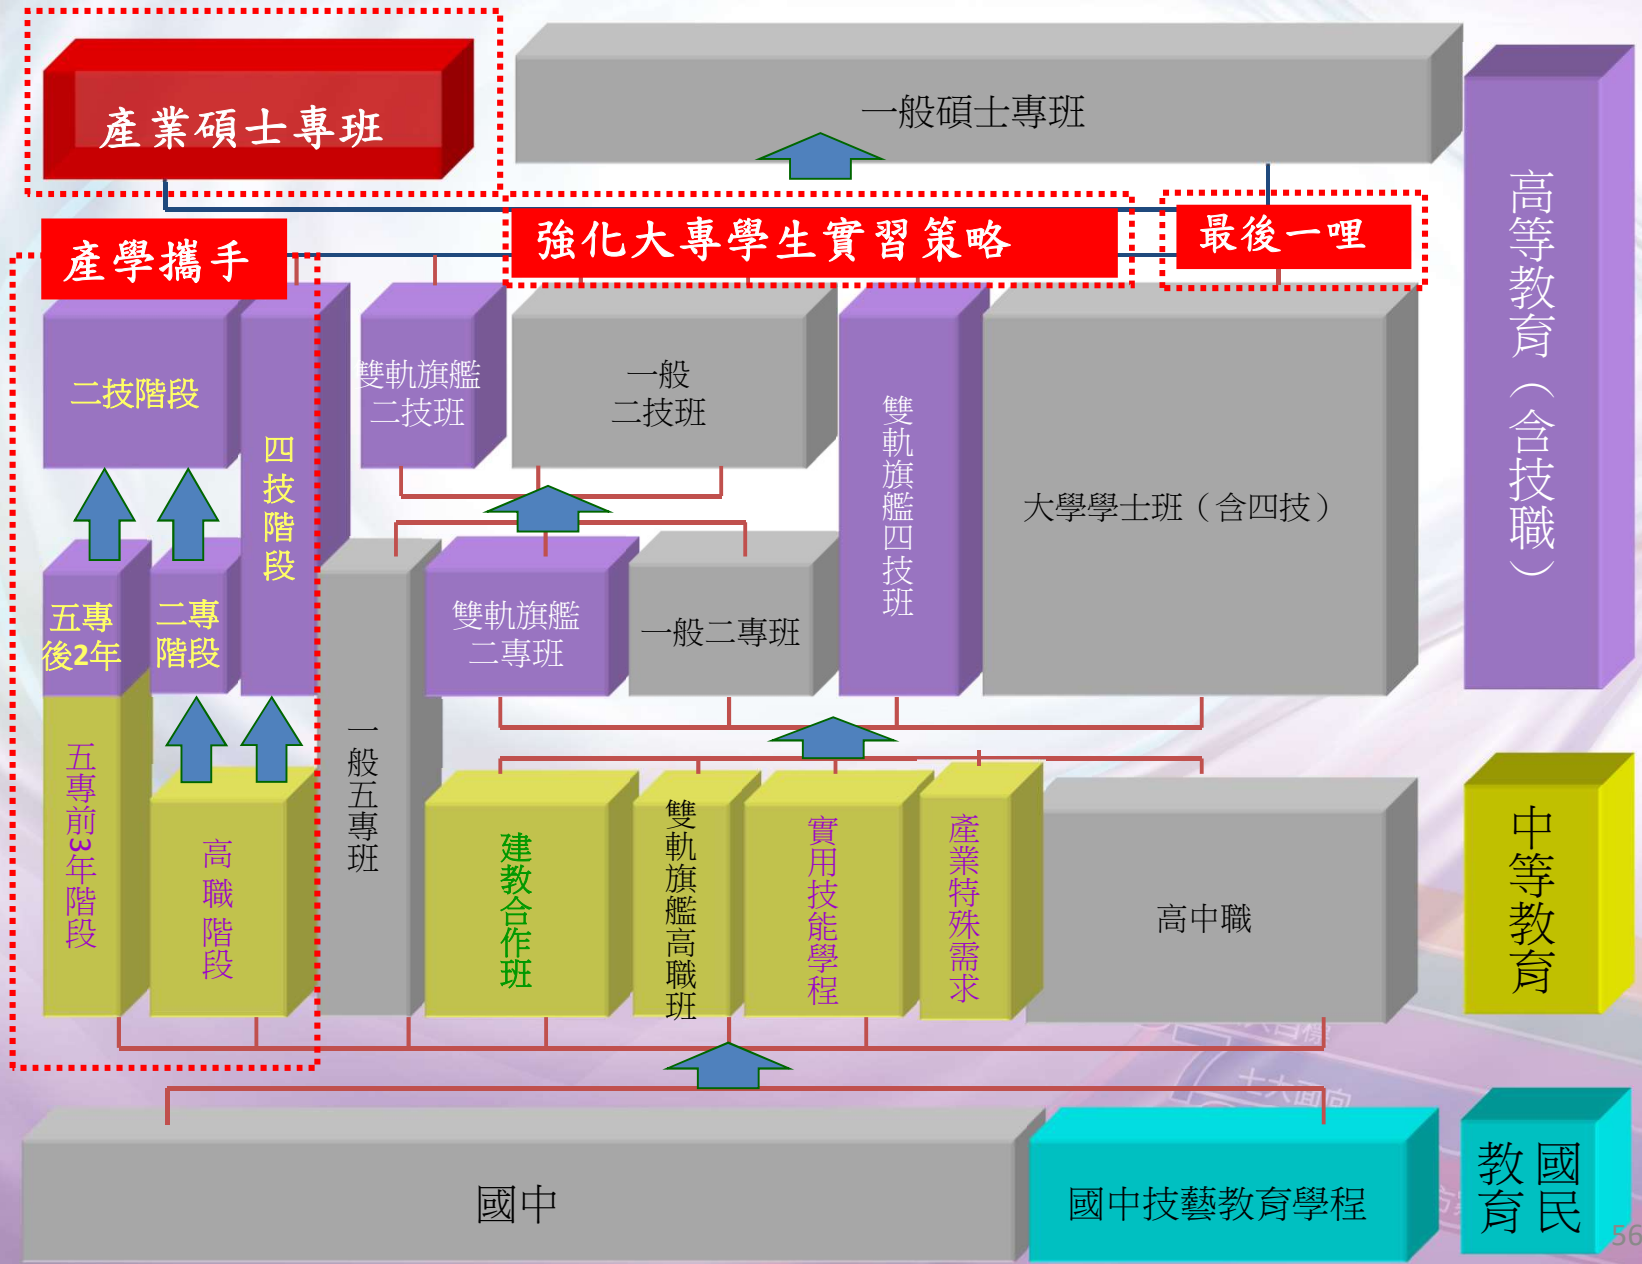 產業碩士專班
一般碩士專班
高等教育（含技職）
產學攜手
強化大專學生實習策略
最後一哩
二技階段
四技階段
雙軌旗艦
二技班
一般
二技班
雙軌旗艦四技班
大學學士班（含四技）
五專
後2年
二專
階段
雙軌旗艦
二專班
一般二專班
五專前3年階段
高職階段
一般五專班
建教合作班
雙軌旗艦高職班
實用技能學程
產業特殊需求
高中職
中等教育
國中
國中技藝教育學程
國民
教育
十大面向
56